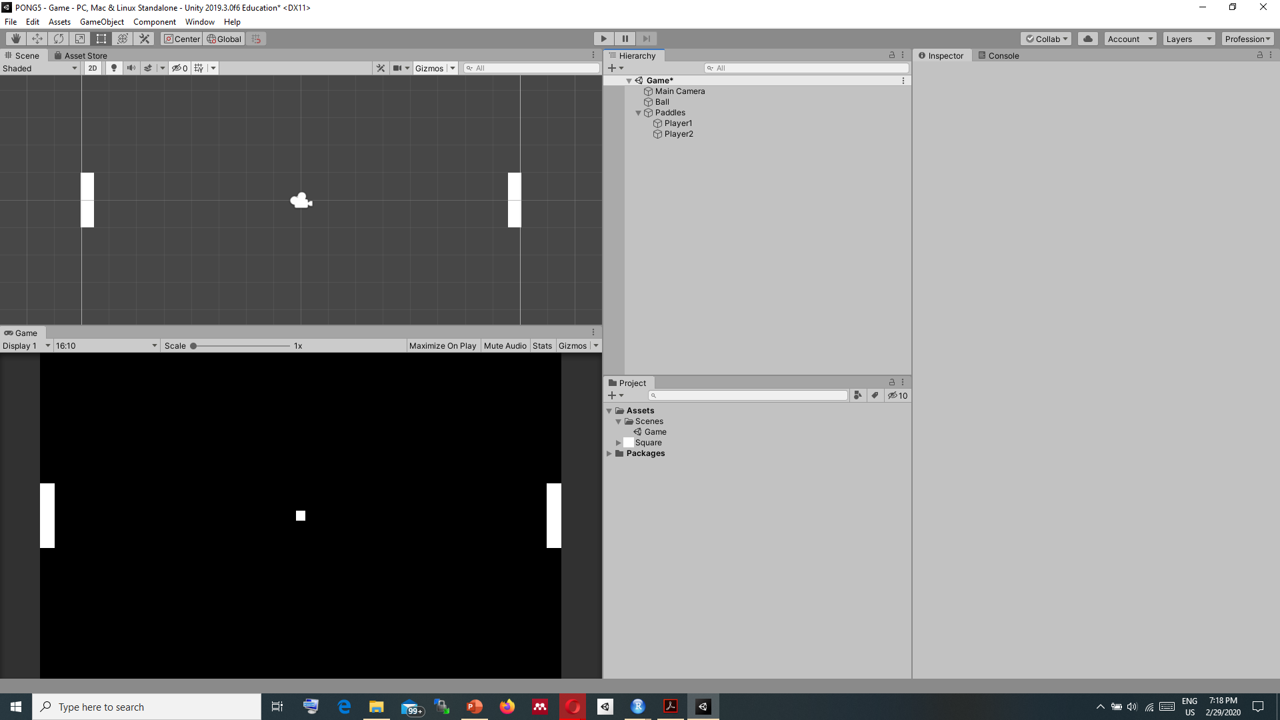 PONG5 - Game - PC, Mac & Linux Standalone - Unity 2019.3.0f6 Education* <DX11>
File Edit Assets GameObject Component Window Help
Center Global Collab Account Layers Profession
Scene Asset Store
Shaded 2D 0 Gizmos All
Game
Display 1 16:10 Scale 1x Maximize On Play Mute Audio Stats Gizmos
Hierarchy
All
Game*
Main Camera
Ball
Paddles
Player1
Player2
Project
10
Assets
Scenes
Game
Square
Packages
Inspector Console
Type here to search
99+
ENG
US
7:18 PM
2/29/2020